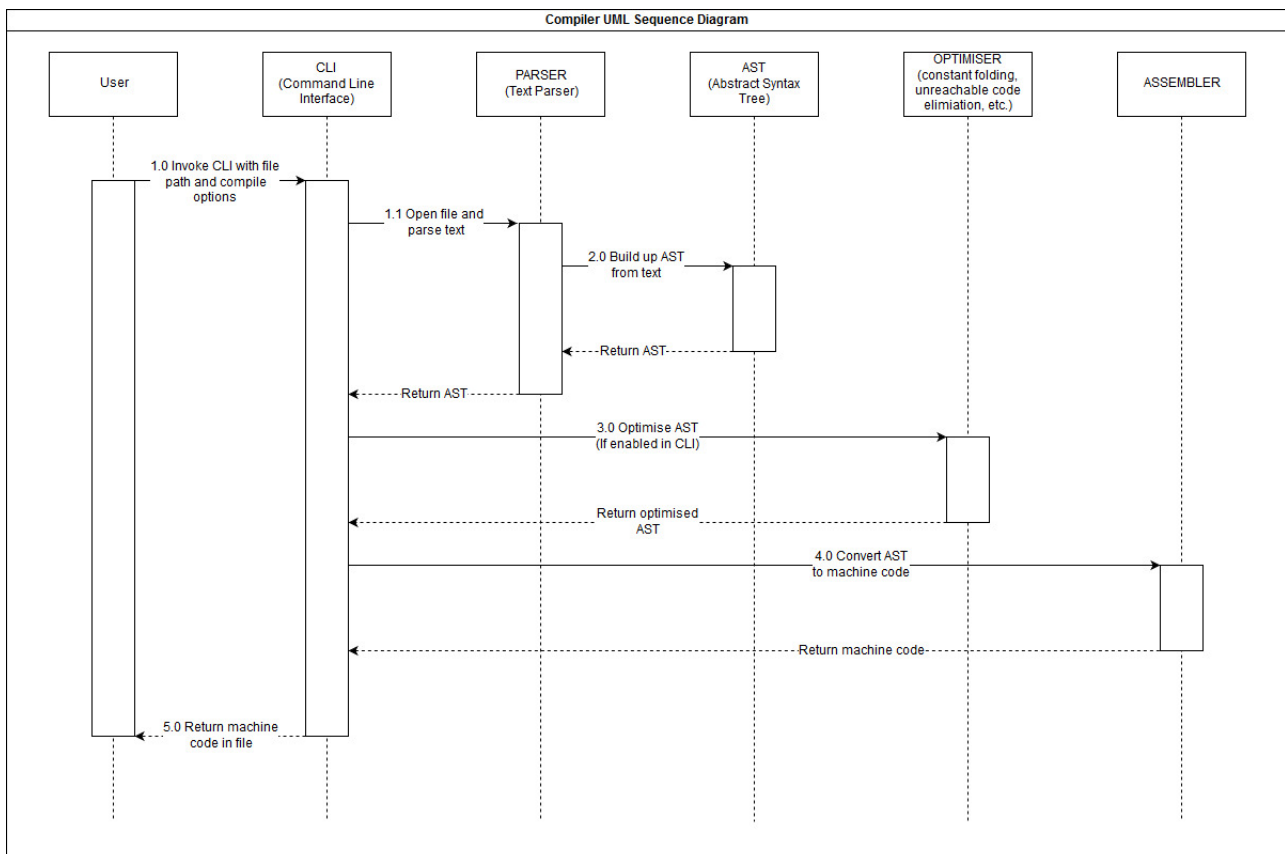 Compiler UML Sequence Diagram
User
CLI
(Command Line
Interface)
PARSER
(Text Parser)
AST
(Abstract Syntax
Tree)
OPTIMISER
(constant folding,
unreachable code
elimiation, etc.)
ASSEMBLER
1.0 Invoke CLI with file
path and compile
options
1.1 Open file and
parse text
2.0 Build up AST
from text
Return AST
Return AST
3.0 Optimise AST
(If enabled in CLI)
Return optimised
AST
4.0 Convert AST
to machine code
Return machine code
5.0 Return machine
code in file